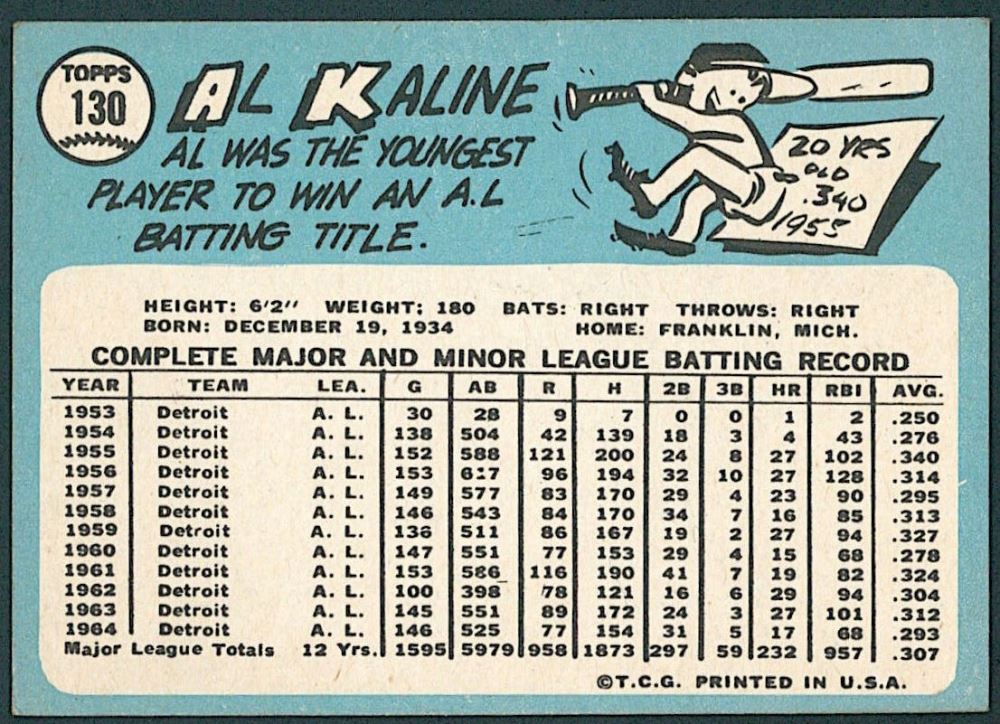 TOPPS
130
AL KALINE
AL WAS THE YOUNGEST
PLAYER TO WIN AN A.L
BATTING TITLE.
20 YRS
OLD
.340
1955
HEIGHT: 6'2" WEIGHT: 180 BATS: RIGHT THROWS: RIGHT
BORN: DECEMBER 19, 1934 HOME: FRANKLIN, MICH.
COMPLETE MAJOR AND MINOR LEAGUE BATTING RECORD
YEAR TEAM LEA. G AB R H 2B 3B HR RBI AVG.
1953 Detroit A. L. 30 28 9 7 0 0 1 2 .250
1954 Detroit A. L. 138 504 42 139 18 3 4 43 .276
1955 Detroit A. L. 152 588 121 200 24 8 27 102 .340
1956 Detroit A. L. 153 617 96 194 32 10 27 128 .314
1957 Detroit A. L. 149 577 83 170 29 4 23 90 .295
1958 Detroit A. L. 146 543 84 170 34 7 16 85 .313
1959 Detroit A. L. 136 511 86 167 19 2 27 94 .327
1960 Detroit A. L. 147 551 77 153 29 4 15 68 .278
1961 Detroit A. L. 153 586 116 190 41 7 19 82 .324
1962 Detroit A. L. 100 398 78 121 16 6 29 94 .304
1963 Detroit A. L. 145 551 89 172 24 3 27 101 .312
1964 Detroit A. L. 146 525 77 154 31 5 17 68 .293
Major League Totals 12 Yrs. 1595 5979 958 1873 297 59 232 957 .307
©T.C.G. PRINTED IN U.S.A.